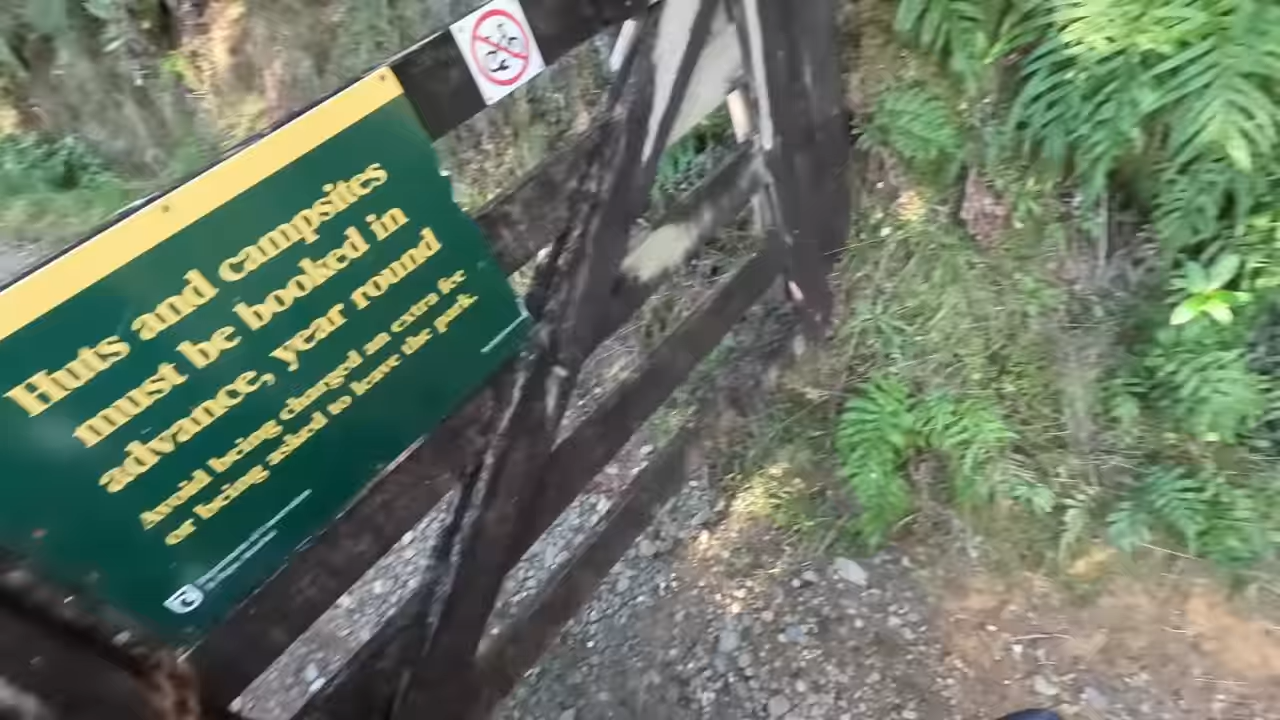 Huts and campsites
must be booked in
advance, year round
Avoid being charged an extra fee
or being asked to leave the park.